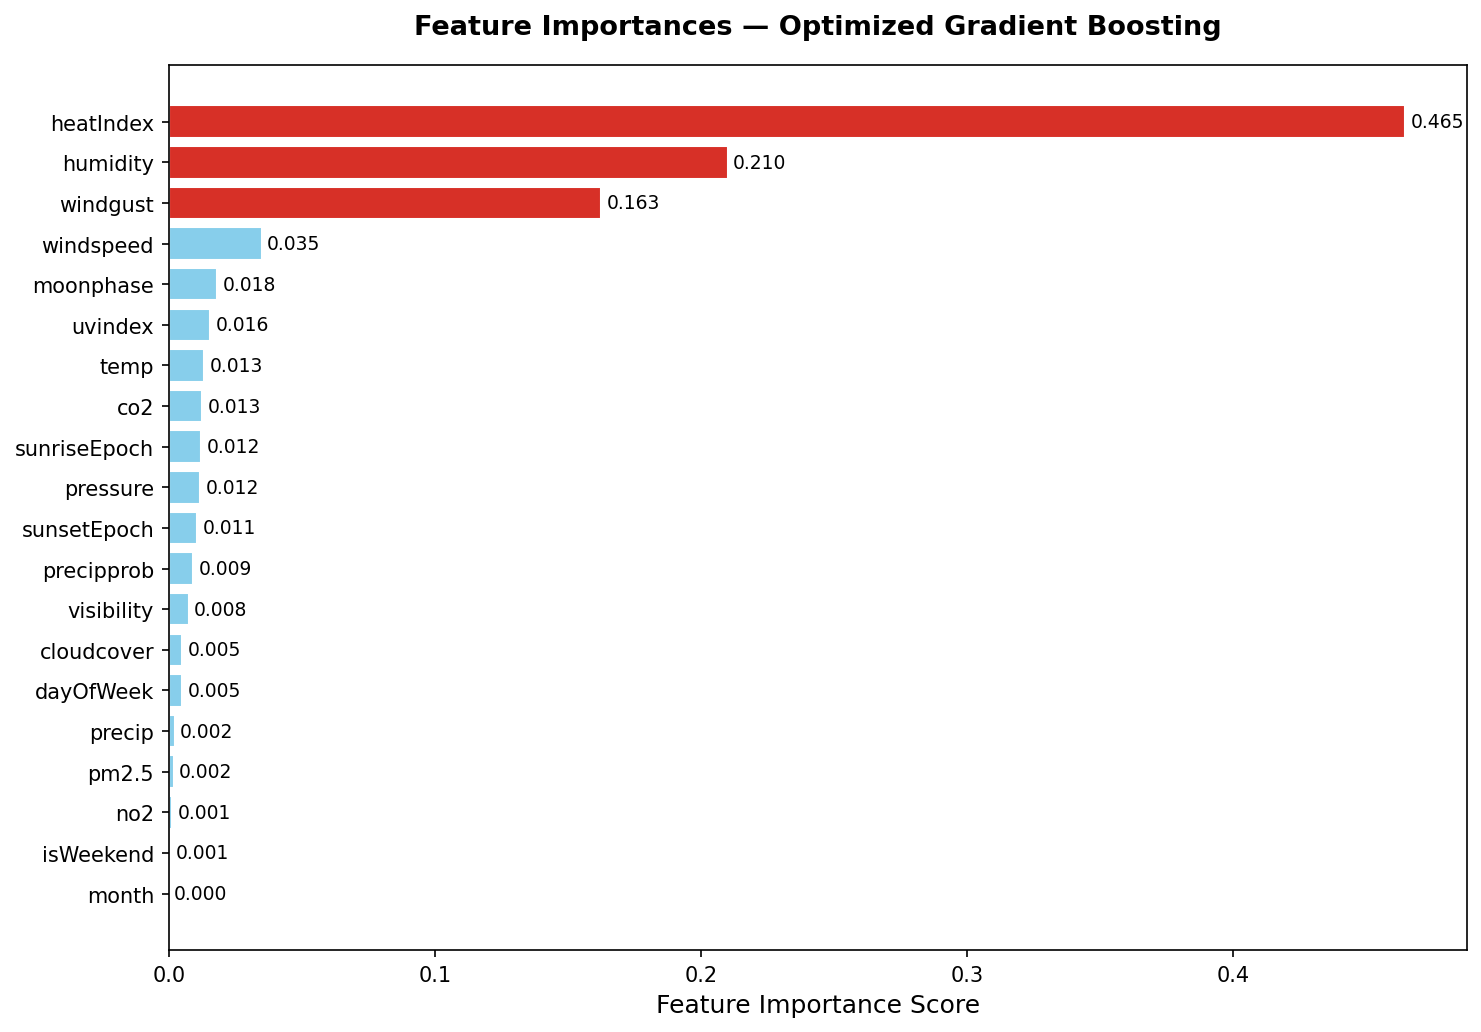 Feature Importances — Optimized Gradient Boosting
heatIndex 0.465
humidity 0.210
windgust 0.163
windspeed 0.035
moonphase 0.018
uvindex 0.016
temp 0.013
co2 0.013
sunriseEpoch 0.012
pressure 0.012
sunsetEpoch 0.011
precipprob 0.009
visibility 0.008
cloudcover 0.005
dayOfWeek 0.005
precip 0.002
pm2.5 0.002
no2 0.001
isWeekend 0.001
month 0.000
0.0 0.1 0.2 0.3 0.4
Feature Importance Score